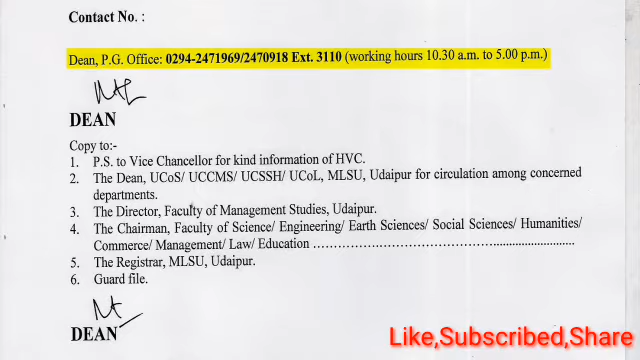 Contact No. :
Dean, P.G. Office: 0294-2471969/2470918 Ext. 3110 (working hours 10.30 a.m. to 5.00 p.m.)
DEAN
Copy to:-
1. P.S. to Vice Chancellor for kind information of HVC.
2. The Dean, UCoS/ UCCMS/ UCSSH/ UCoL, MLSU, Udaipur for circulation among concerned
departments.
3. The Director, Faculty of Management Studies, Udaipur.
4. The Chairman, Faculty of Science/ Engineering/ Earth Sciences/ Social Sciences/ Humanities/
Commerce/ Management/ Law/ Education ..........................................................
5. The Registrar, MLSU, Udaipur.
6. Guard file.
DEAN
Like,Subscribed,Share